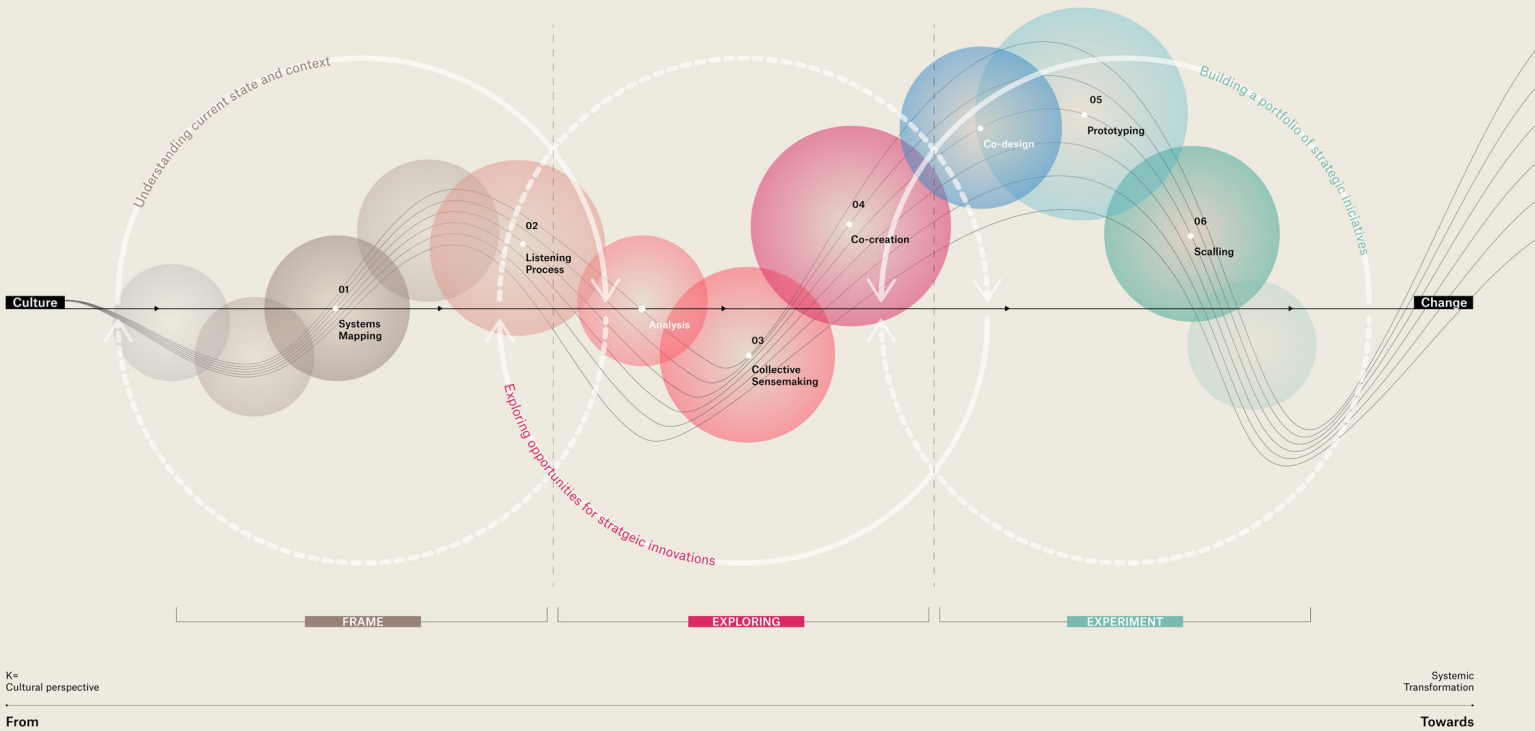 Understanding current state and context
Building a portfolio of strategic iniciatives
05
Prototyping
Co-design
04
Co-creation
02
Listening
Process
06
Scalling
01
Systems
Mapping
Culture
Change
Analysis
03
Collective
Sensemaking
Exploring opportunities for stratgeic innovations
FRAME
EXPLORING
EXPERIMENT
K=
Cultural perspective
Systemic
Transformation
From
Towards